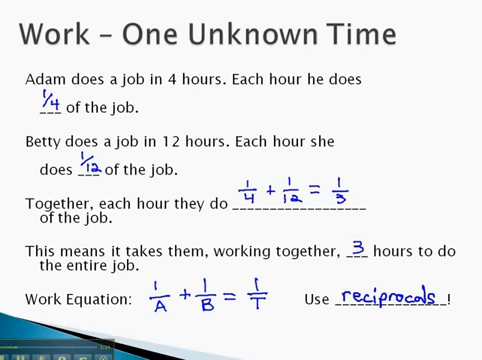 Work – One Unknown Time
Adam does a job in 4 hours. Each hour he does
1/4 of the job.
Betty does a job in 12 hours. Each hour she
does 1/12 of the job.
Together, each hour they do 1/4 + 1/12 = 1/3
of the job.
This means it takes them, working together, 3 hours to do
the entire job.
Work Equation: 1/A + 1/B = 1/T Use reciprocals!